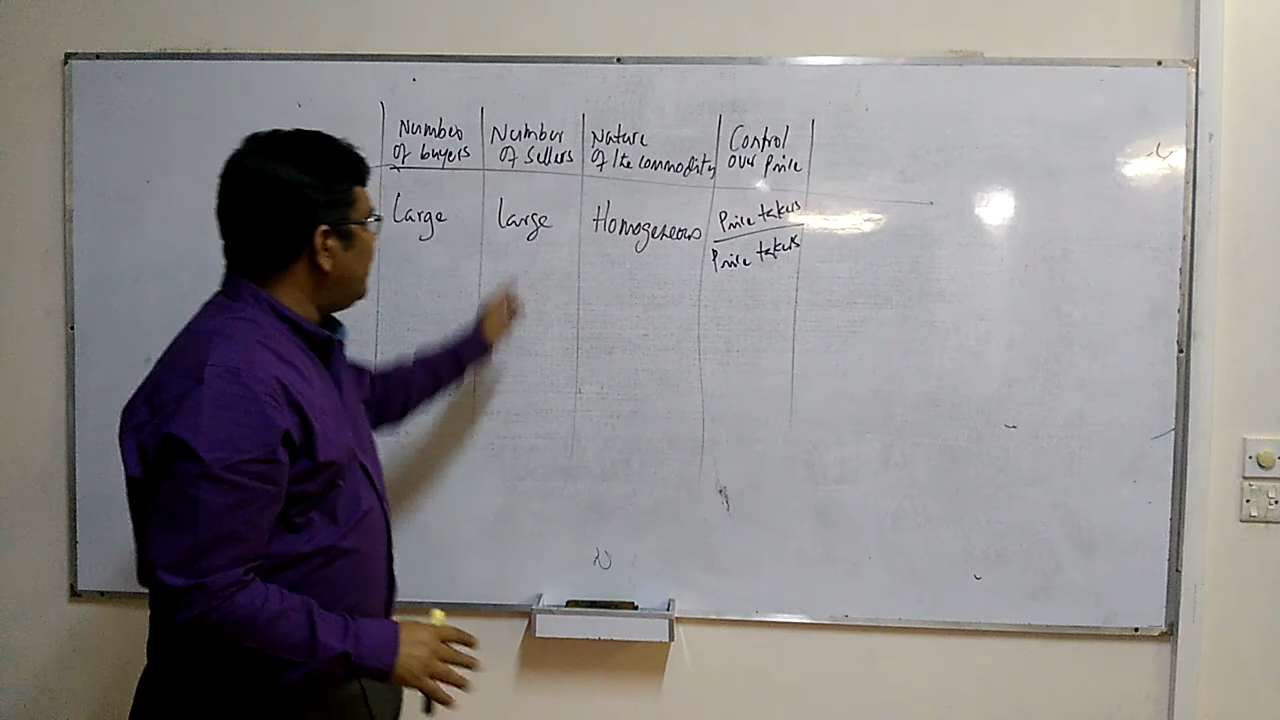 Number
of buyers
Number
of Sellers
Nature
of the commodity
Control
over Price
Large
Large
Homogeneous
Price takers
Price takers